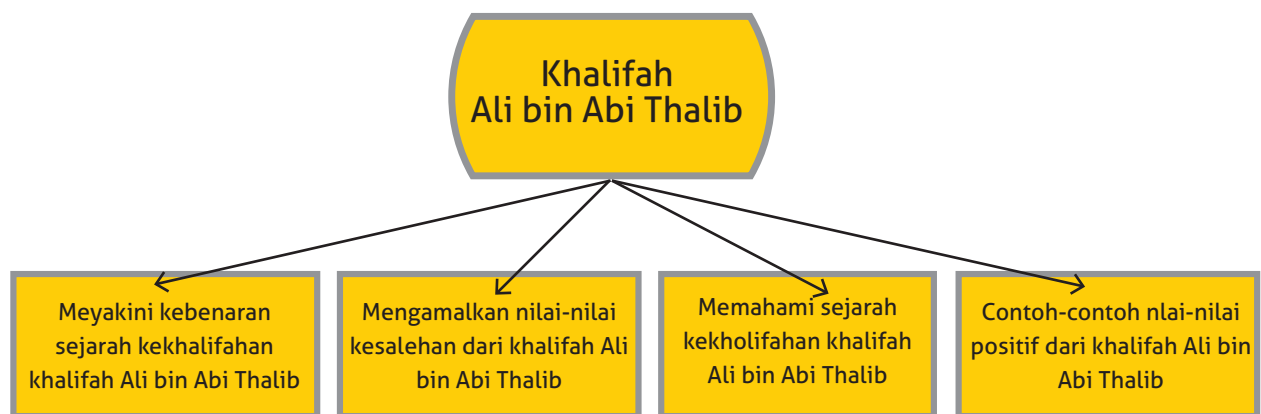 Khalifah
Ali bin Abi Thalib
Meyakini kebenaran
sejarah kekhalifahan
khalifah Ali bin Abi Thalib
Mengamalkan nilai-nilai
kesalehan dari khalifah Ali
bin Abi Thalib
Memahami sejarah
kekholifahan khalifah
Ali bin Abi Thalib
Contoh-contoh nlai-nilai
positif dari khalifah Ali bin
Abi Thalib